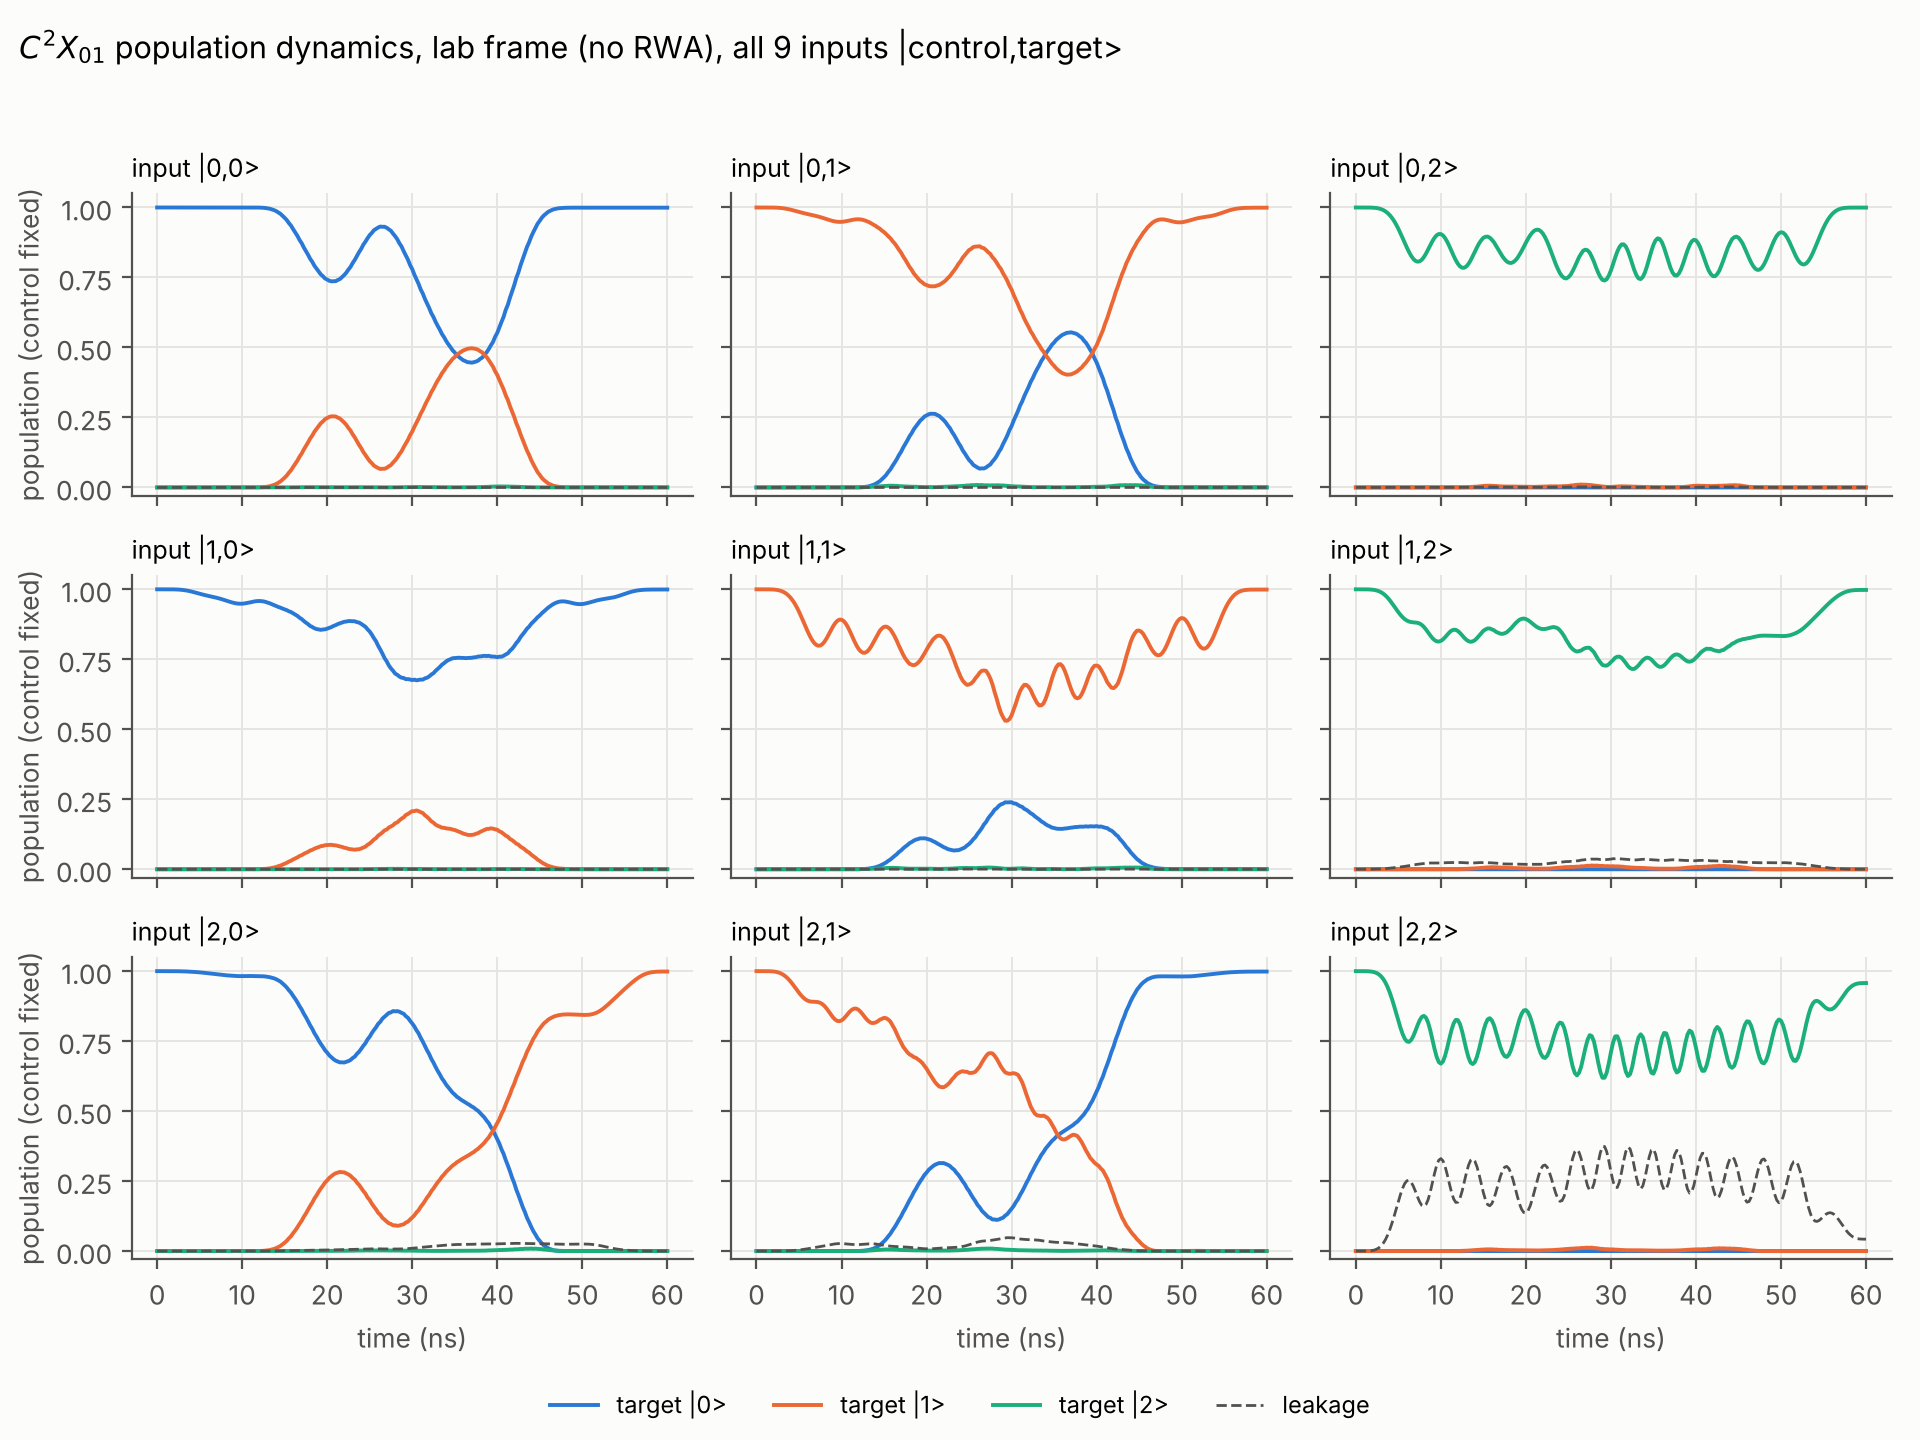 C²X₀₁ population dynamics, lab frame (no RWA), all 9 inputs |control,target>
input |0,0>
input |0,1>
input |0,2>
population (control fixed)
1.00
0.75
0.50
0.25
0.00
input |1,0>
input |1,1>
input |1,2>
population (control fixed)
1.00
0.75
0.50
0.25
0.00
input |2,0>
input |2,1>
input |2,2>
population (control fixed)
1.00
0.75
0.50
0.25
0.00
0 10 20 30 40 50 60
0 10 20 30 40 50 60
0 10 20 30 40 50 60
time (ns)
time (ns)
time (ns)
target |0>
target |1>
target |2>
leakage